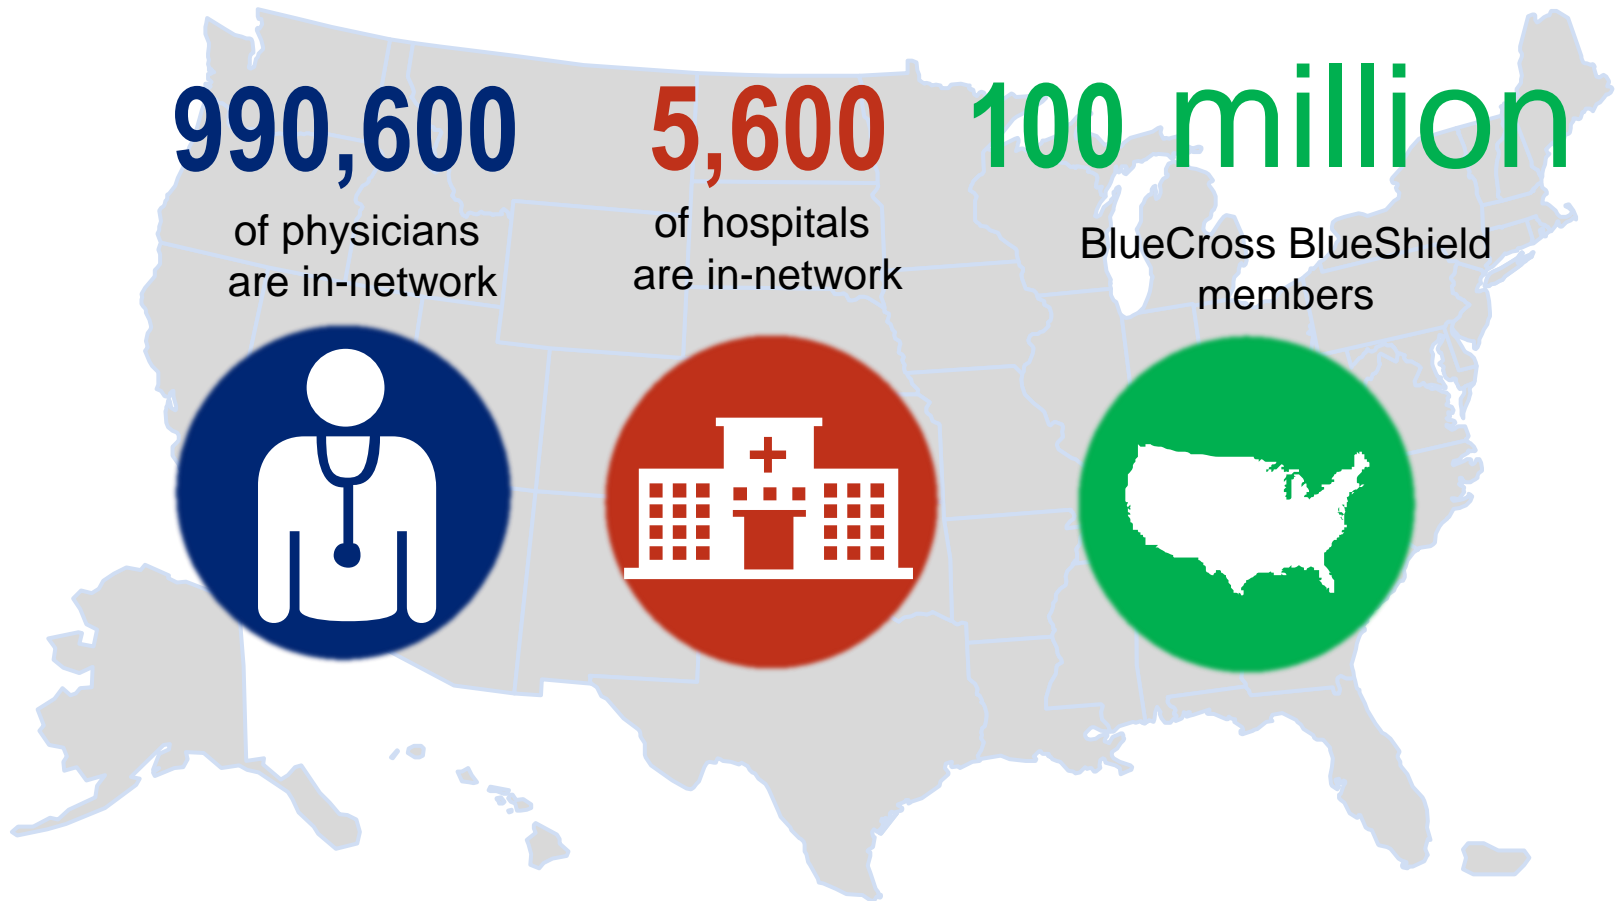 990,600
of physicians
are in-network
5,600
of hospitals
are in-network
100 million
BlueCross BlueShield
members